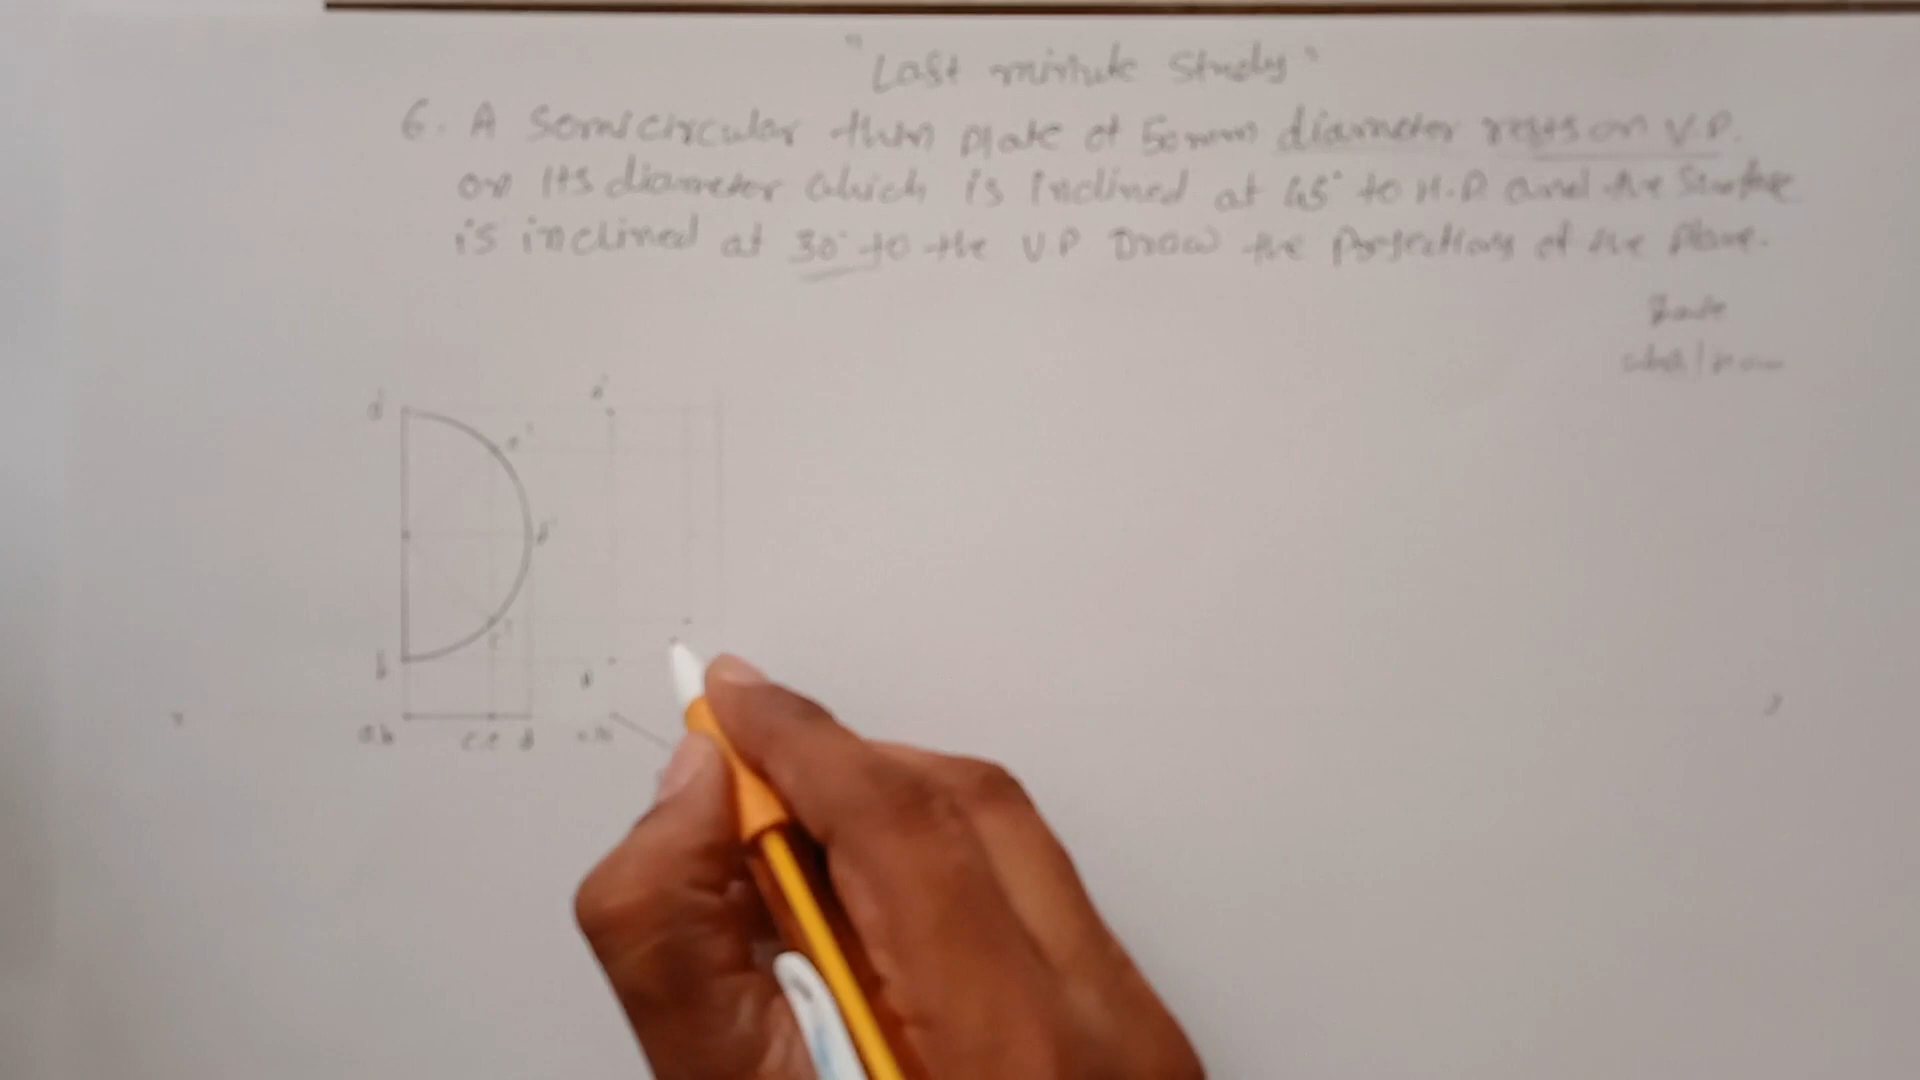 "Last minute Study"
6. A Semicircular thin plate of 50mm diameter rests on V.P.
on its diameter which is inclined at 45° to H.P and the Surface
is inclined at 30° to the V P Draw the Projections of the plane.
a'
b'
ab
c e
d